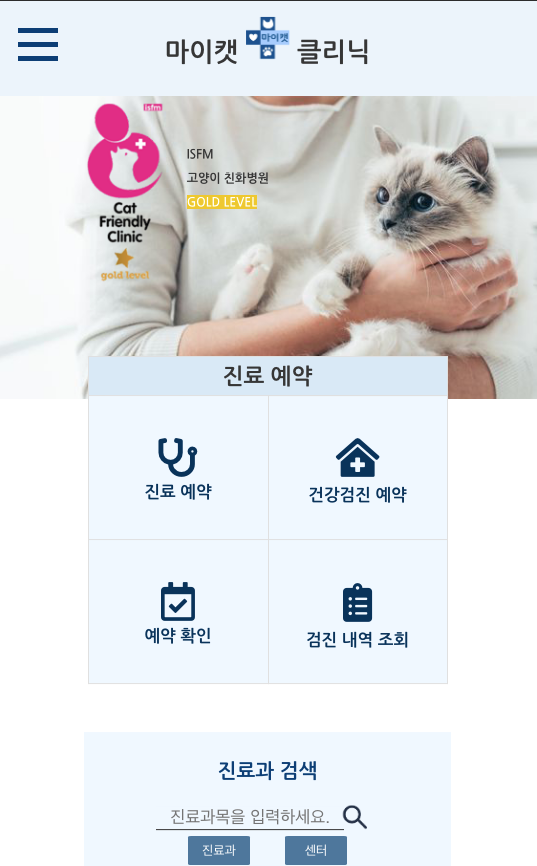 마이캣 마이캣 클리닉
isfm
Cat
Friendly
Clinic
gold level
ISFM
고양이 친화병원
GOLD LEVEL
진료 예약
진료 예약
건강검진 예약
예약 확인
검진 내역 조회
진료과 검색
진료과목을 입력하세요.
진료과
센터